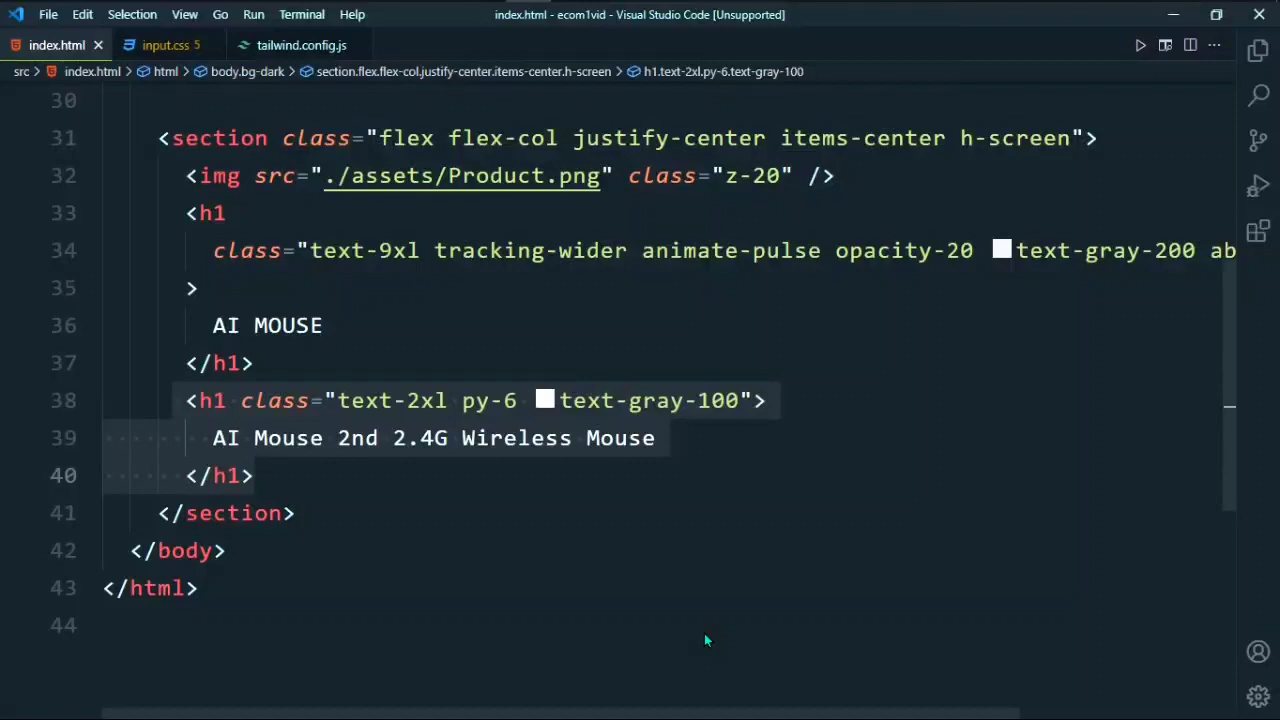 File Edit Selection View Go Run Terminal Help index.html - ecom1vid - Visual Studio Code [Unsupported]
index.html input.css 5 tailwind.config.js
src > index.html > html > body.bg-dark > section.flex.flex-col.justify-center.items-center.h-screen > h1.text-2xl.py-6.text-gray-100
30
31 <section class="flex flex-col justify-center items-center h-screen">
32 <img src="./assets/Product.png" class="z-20" />
33 <h1
34 class="text-9xl tracking-wider animate-pulse opacity-20 text-gray-200 ab
35 >
36 AI MOUSE
37 </h1>
38 <h1 class="text-2xl py-6 text-gray-100">
39 AI Mouse 2nd 2.4G Wireless Mouse
40 </h1>
41 </section>
42 </body>
43 </html>
44